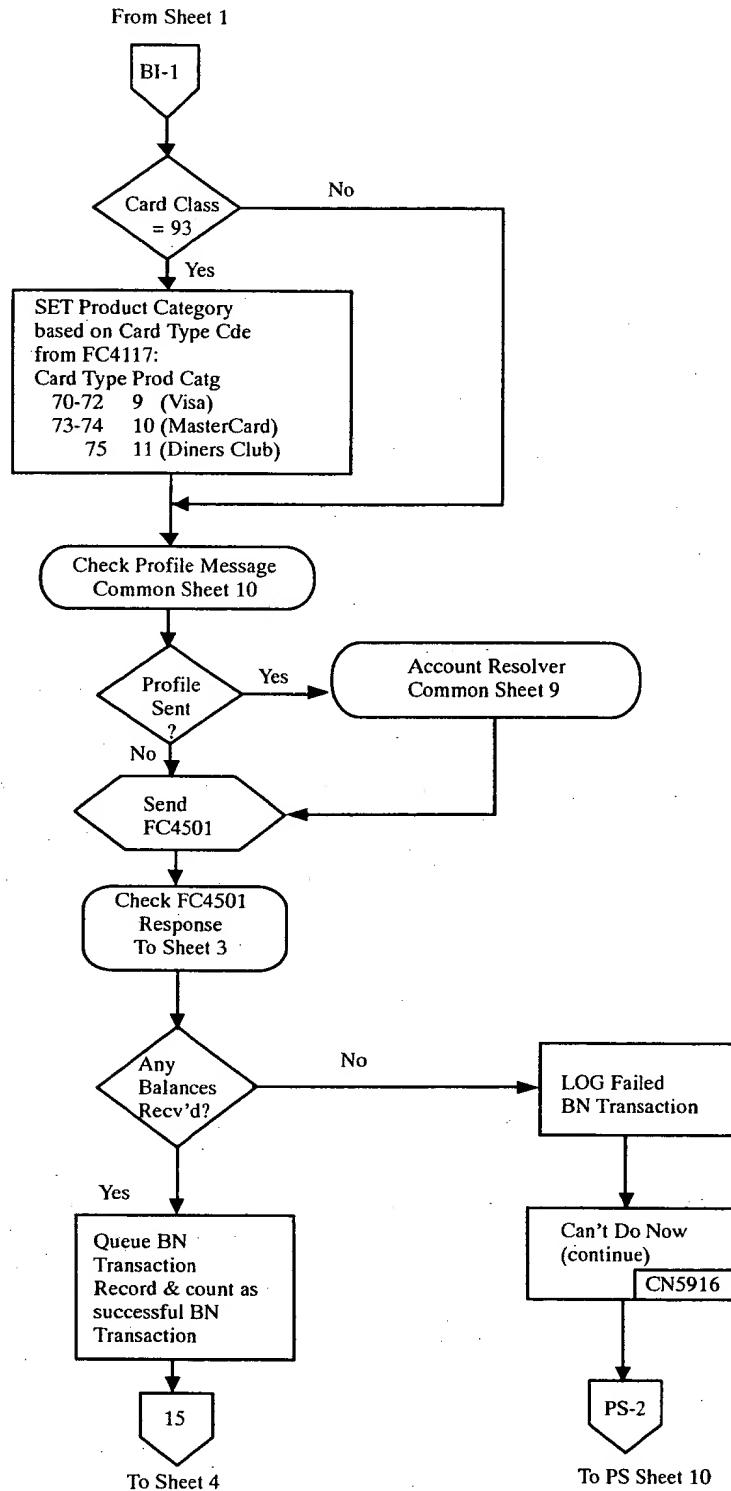 From Sheet 1
BI-1
Card Class
= 93
No
Yes
SET Product Category
based on Card Type Cde
from FC4117:
Card Type Prod Catg
70-72 9 (Visa)
73-74 10 (MasterCard)
75 11 (Diners Club)
Check Profile Message
Common Sheet 10
Profile
Sent
?
Yes
Account Resolver
Common Sheet 9
No
Send
FC4501
Check FC4501
Response
To Sheet 3
Any
Balances
Recv'd?
No
LOG Failed
BN Transaction
Yes
Queue BN
Transaction
Record & count as
successful BN
Transaction
Can't Do Now
(continue)
CN5916
15
To Sheet 4
PS-2
To PS Sheet 10